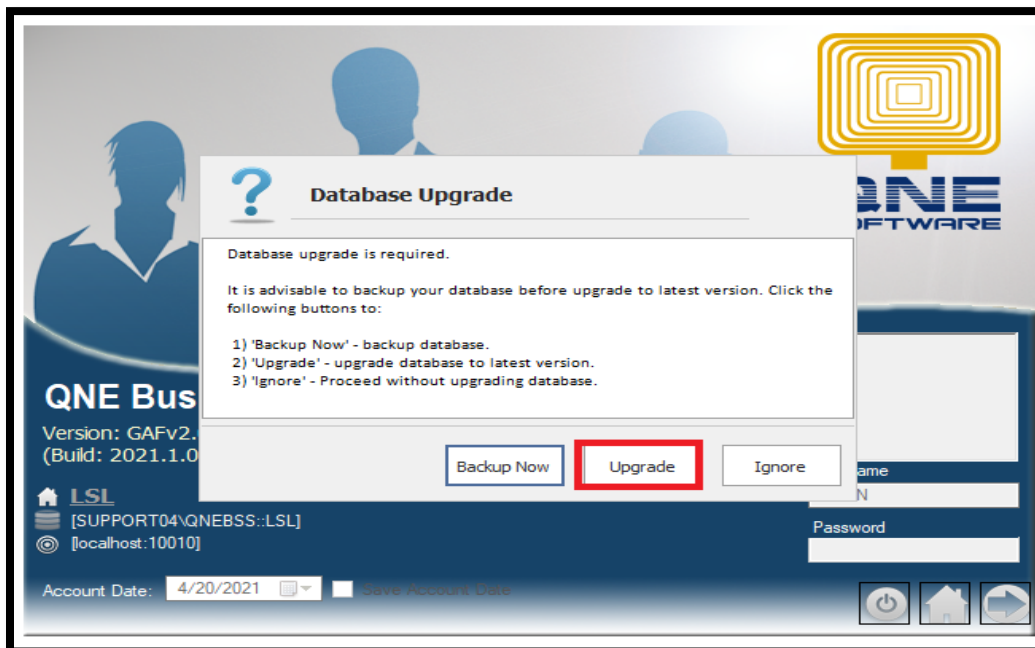 QNE
SOFTWARE
Database Upgrade
Database upgrade is required.
It is advisable to backup your database before upgrade to latest version. Click the
following buttons to:
1) 'Backup Now' - backup database.
2) 'Upgrade' - upgrade database to latest version.
3) 'Ignore' - Proceed without upgrading database.
Backup Now Upgrade Ignore
QNE Bus
Version: GAFv2.
(Build: 2021.1.0
LSL
[SUPPORT04\QNEBSS::LSL]
[localhost:10010]
ame
N
Password
Account Date: 4/20/2021 Save Account Date